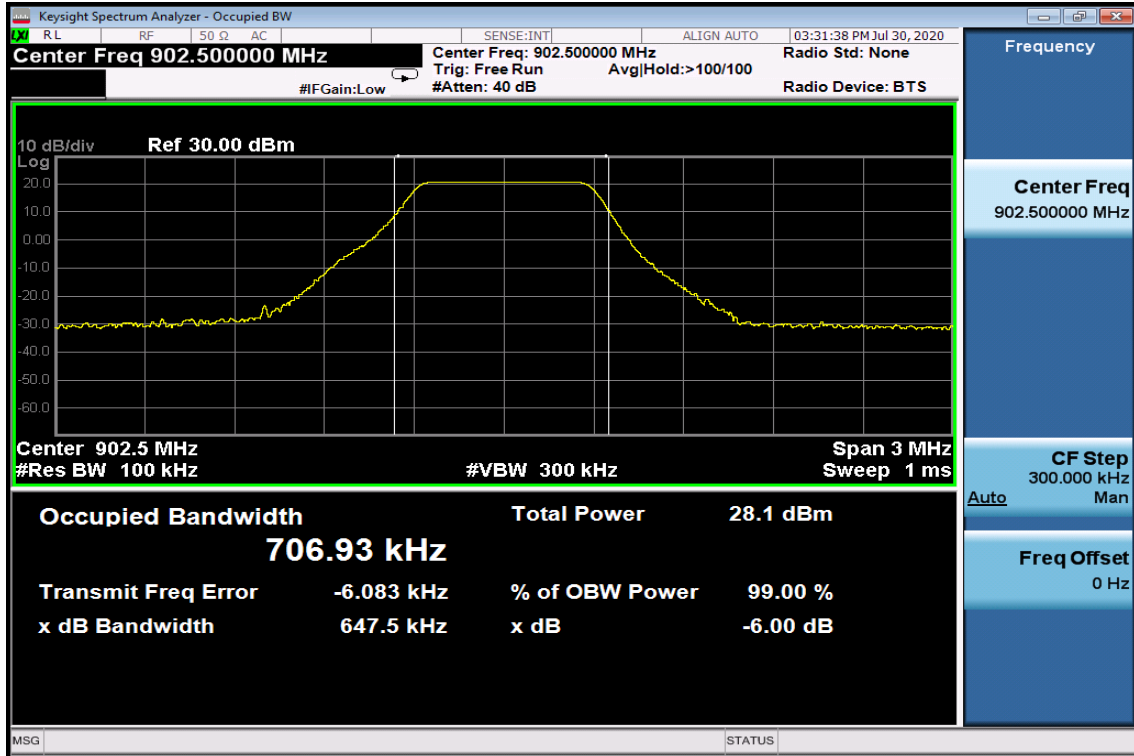 Keysight Spectrum Analyzer - Occupied BW
LXI RL RF 50 Ω AC SENSE:INT ALIGN AUTO 03:31:38 PM Jul 30, 2020
Center Freq 902.500000 MHz
Center Freq: 902.500000 MHz Radio Std: None
Trig: Free Run Avg|Hold:>100/100
#IFGain:Low #Atten: 40 dB Radio Device: BTS
10 dB/div Ref 30.00 dBm
Log
20.0
10.0
0.00
-10.0
-20.0
-30.0
-40.0
-50.0
-60.0
Center 902.5 MHz Span 3 MHz
#Res BW 100 kHz #VBW 300 kHz Sweep 1 ms
Occupied Bandwidth Total Power 28.1 dBm
706.93 kHz
Transmit Freq Error -6.083 kHz % of OBW Power 99.00 %
x dB Bandwidth 647.5 kHz x dB -6.00 dB
Frequency
Center Freq
902.500000 MHz
CF Step
300.000 kHz
Auto Man
Freq Offset
0 Hz
MSG STATUS